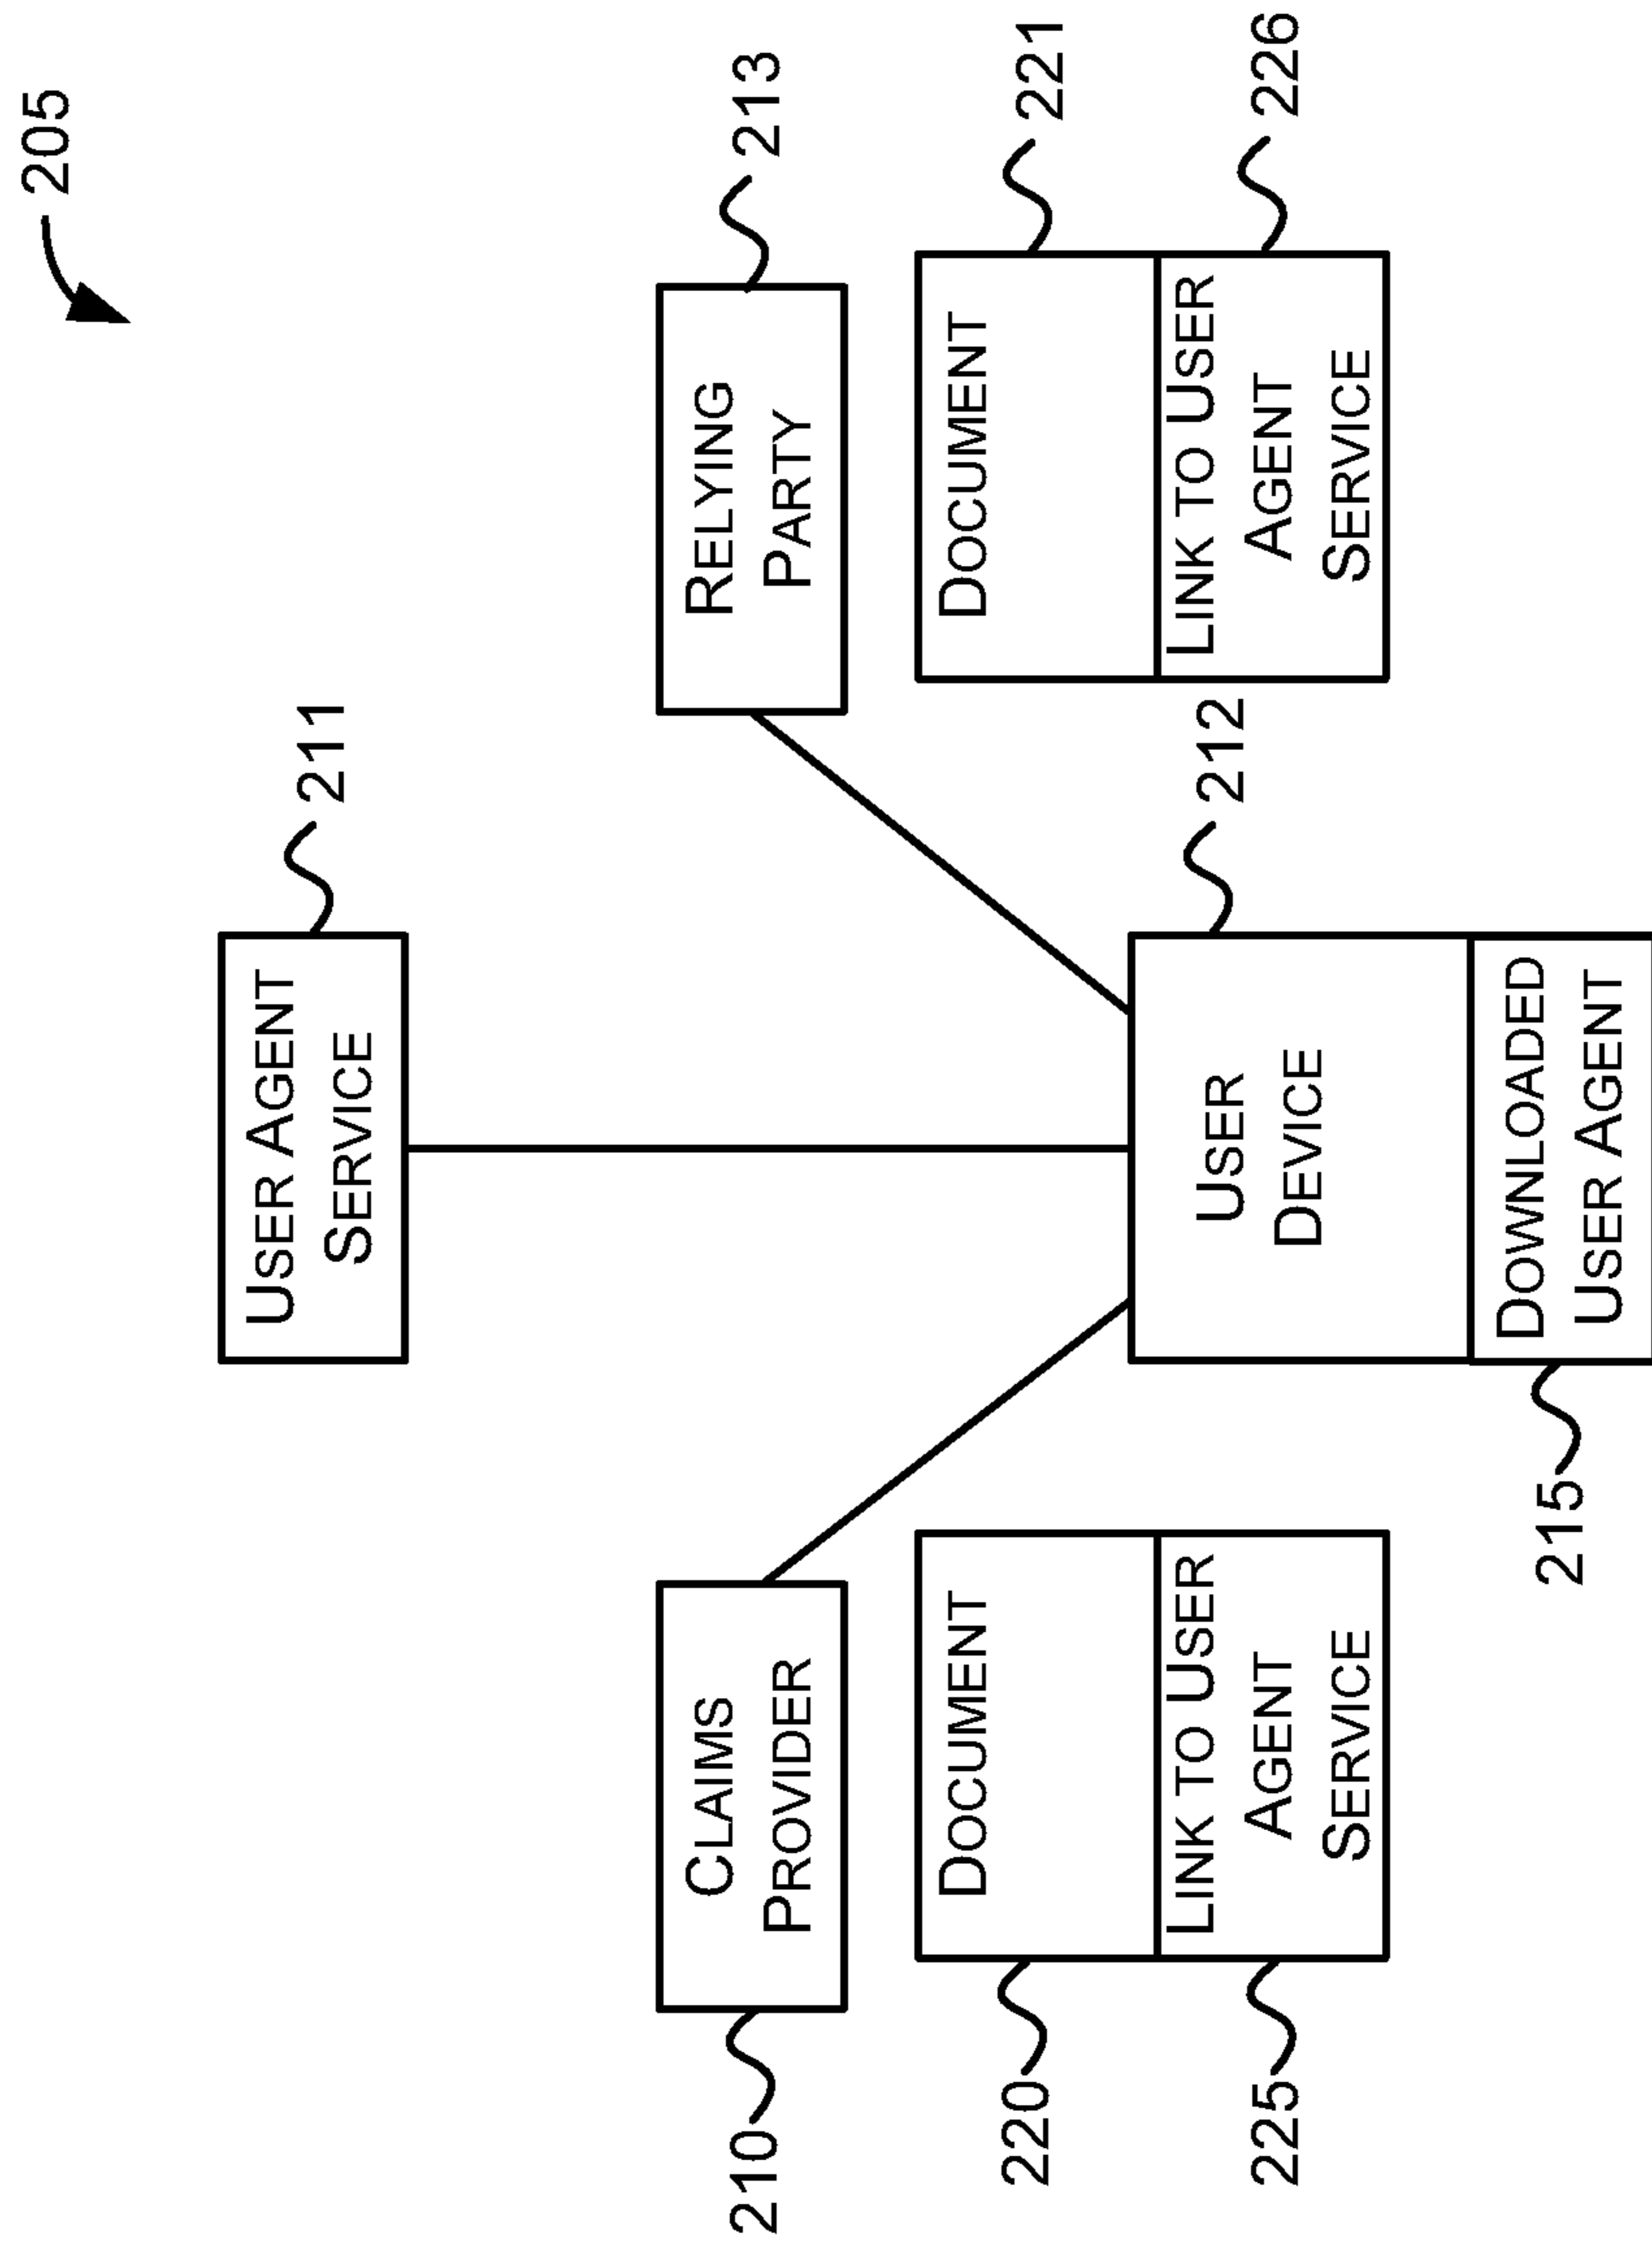 205
USER AGENT
SERVICE
211
CLAIMS
PROVIDER
210
RELYING
PARTY
213
DOCUMENT
220
LINK TO USER
AGENT
SERVICE
225
USER
DEVICE
212
DOCUMENT
221
LINK TO USER
AGENT
SERVICE
226
DOWNLOADED
USER AGENT
215